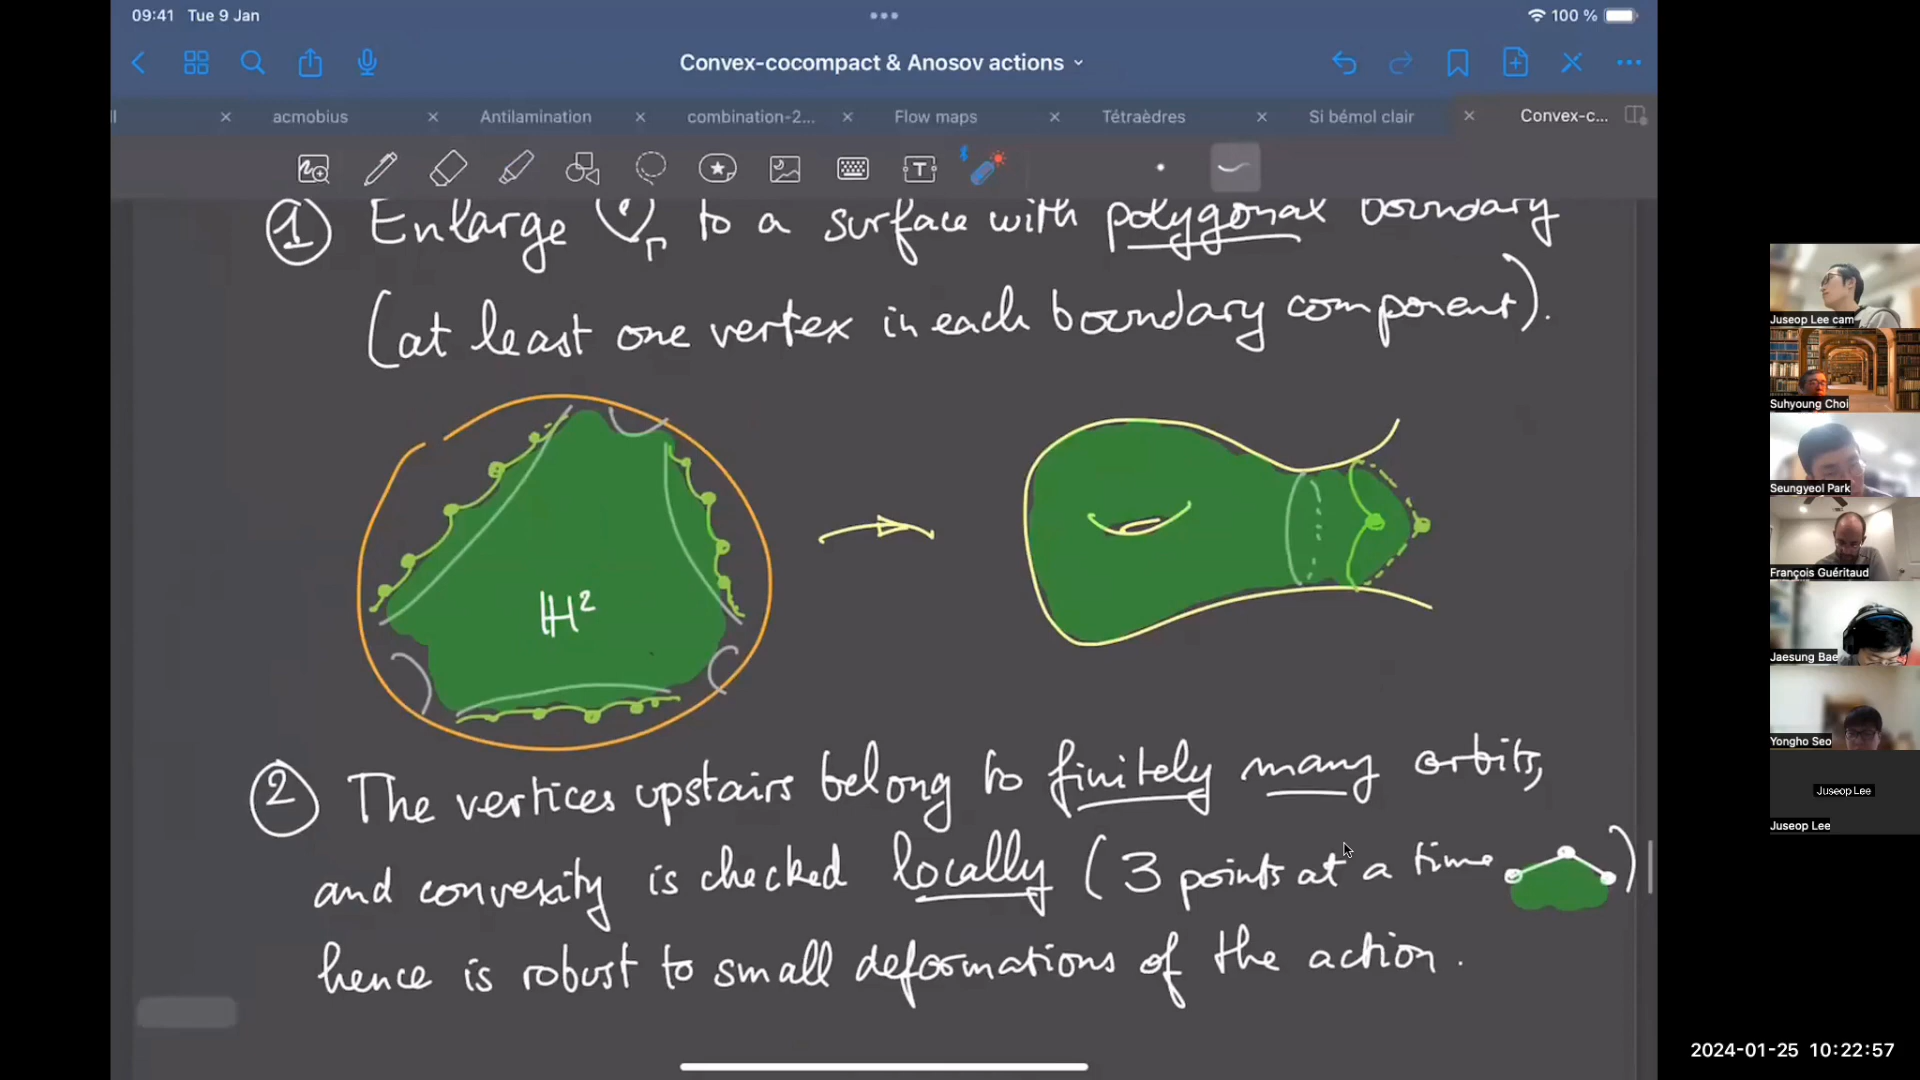 09:41 Tue 9 Jan
100 %
Convex-cocompact & Anosov actions
acmobius
Antilamination
combination-2...
Flow maps
Tétraèdres
Si bémol clair
Convex-c...
① Enlarge to a surface with polygonal boundary
(at least one vertex in each boundary component).
ℍ²
② The vertices upstairs belong to finitely many orbits,
and convexity is checked locally (3 points at a time )
hence is robust to small deformations of the action.
Juseop Lee cam
Suhyoung Choi
Seungyeol Park
François Guéritaud
Jaesung Bae
Yongho Seo
Juseop Lee
Juseop Lee
2024-01-25 10:22:57